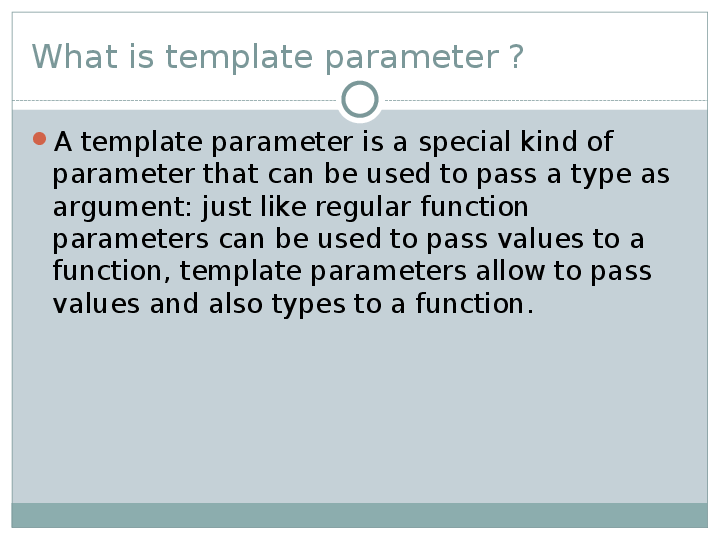 What is template parameter ?
A template parameter is a special kind of
parameter that can be used to pass a type as
argument: just like regular function
parameters can be used to pass values to a
function, template parameters allow to pass
values and also types to a function.